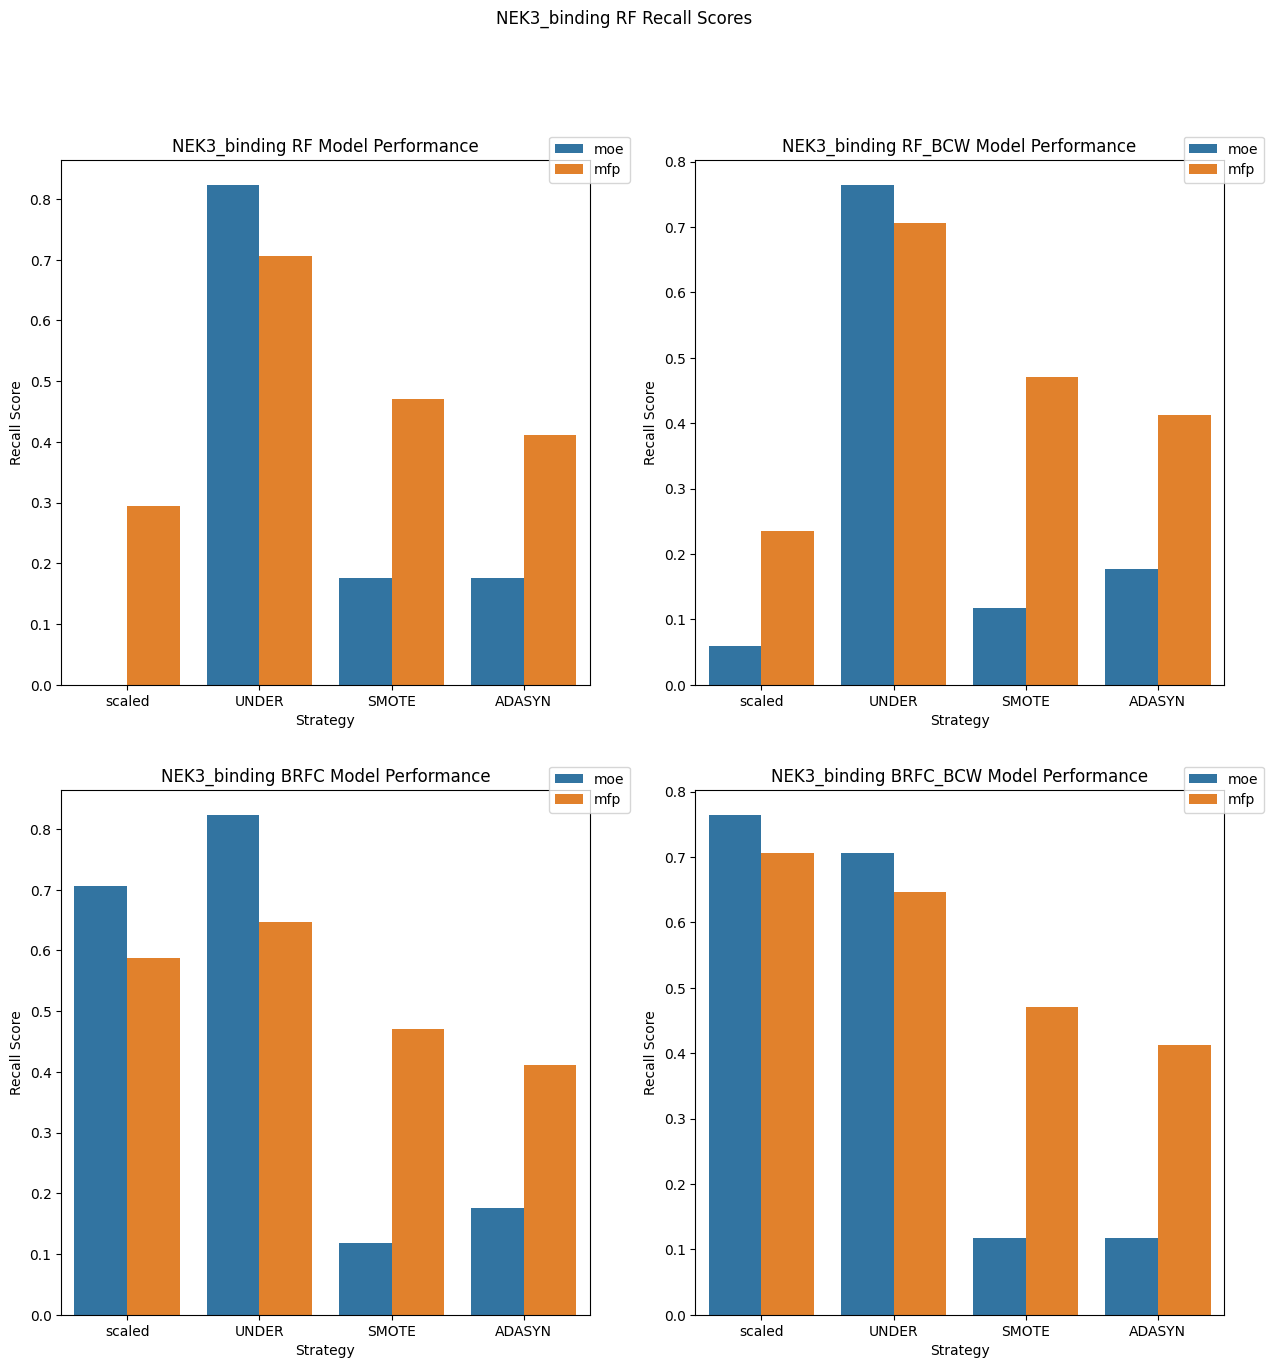 NEK3_binding RF Recall Scores
NEK3_binding RF Model Performance
moe
mfp
0.8
0.7
0.6
0.5
0.4
0.3
0.2
0.1
0.0
Recall Score
scaled UNDER SMOTE ADASYN
Strategy
NEK3_binding RF_BCW Model Performance
moe
mfp
0.8
0.7
0.6
0.5
0.4
0.3
0.2
0.1
0.0
Recall Score
scaled UNDER SMOTE ADASYN
Strategy
NEK3_binding BRFC Model Performance
moe
mfp
0.8
0.7
0.6
0.5
0.4
0.3
0.2
0.1
0.0
Recall Score
scaled UNDER SMOTE ADASYN
Strategy
NEK3_binding BRFC_BCW Model Performance
moe
mfp
0.8
0.7
0.6
0.5
0.4
0.3
0.2
0.1
0.0
Recall Score
scaled UNDER SMOTE ADASYN
Strategy